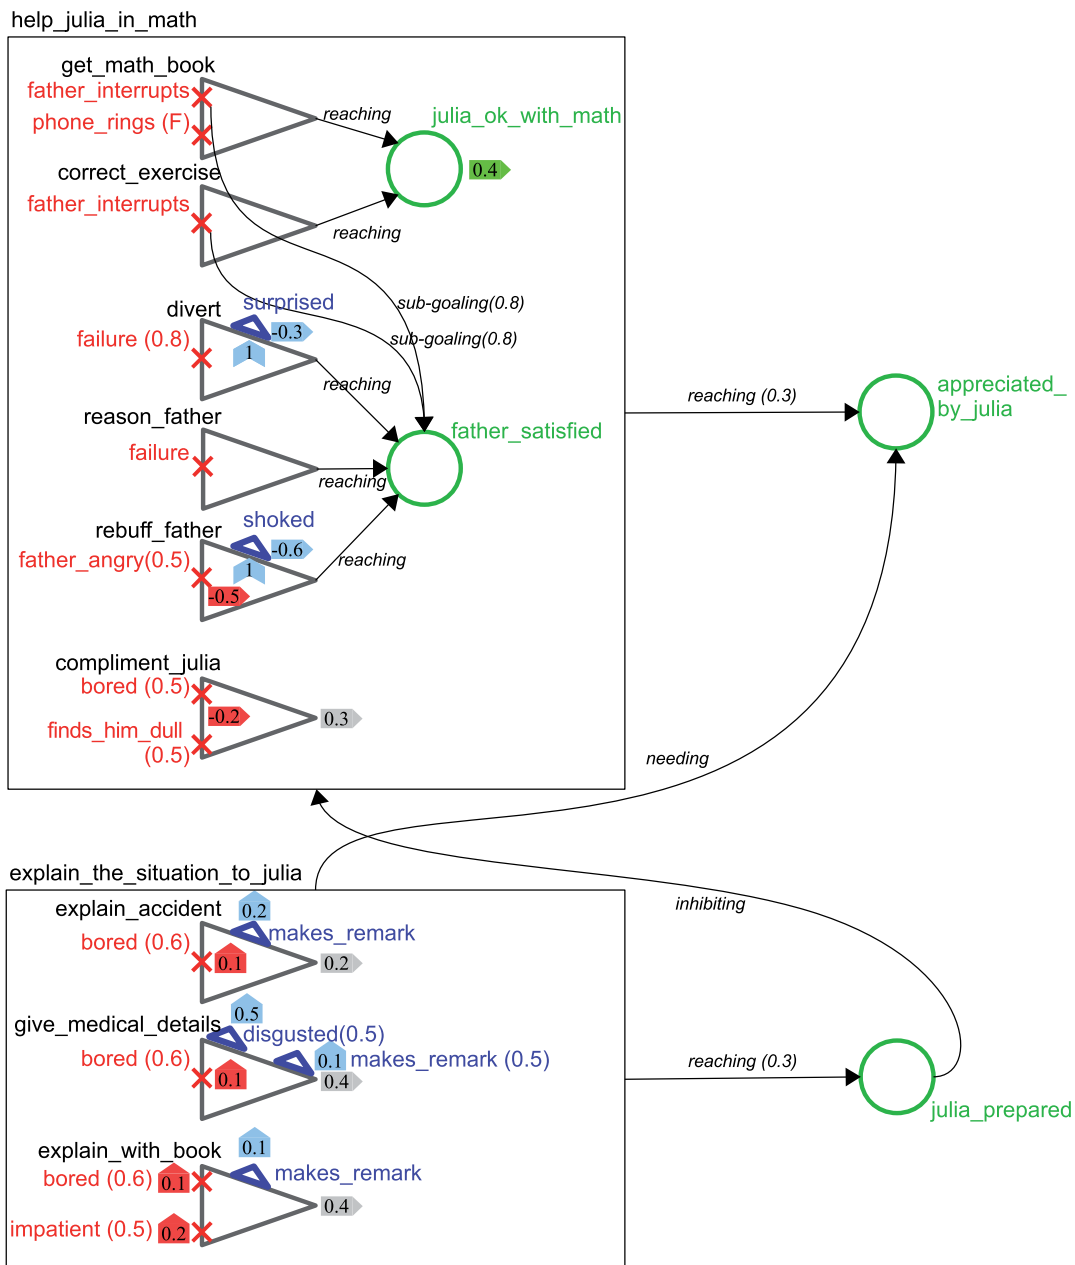 help_julia_in_math
get_math_book
father_interrupts
phone_rings (F)
reaching
julia_ok_with_math
0.4
correct_exercise
father_interrupts
reaching
sub-goaling(0.8)
sub-goaling(0.8)
divert
surprised
-0.3
failure (0.8)
1
reaching
reason_father
failure
reaching
father_satisfied
rebuff_father
shoked
-0.6
father_angry(0.5)
1
-0.5
reaching
compliment_julia
bored (0.5)
-0.2
0.3
finds_him_dull
(0.5)
reaching (0.3)
appreciated_
by_julia
needing
inhibiting
explain_the_situation_to_julia
explain_accident
0.2
bored (0.6)
makes_remark
0.1
0.2
give_medical_details
0.5
disgusted(0.5)
bored (0.6)
0.1
0.1
makes_remark (0.5)
0.4
explain_with_book
0.1
bored (0.6)
0.1
makes_remark
0.4
impatient (0.5)
0.2
reaching (0.3)
julia_prepared